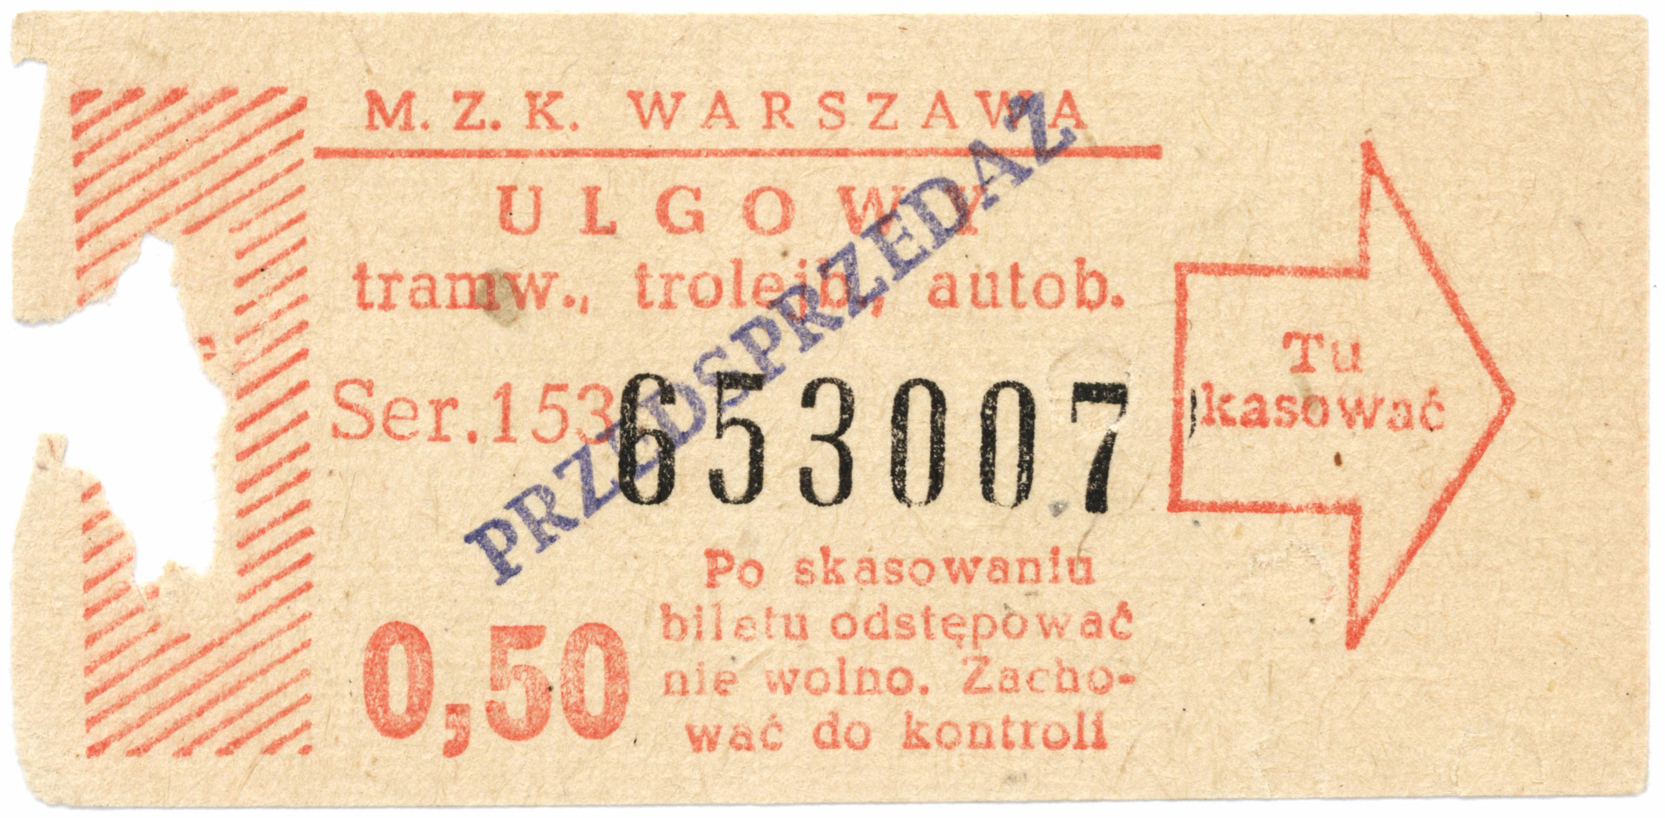 M. Z. K. WARSZAWA
ULGOWY
tramw., trolejb., autob.
PRZEDSPRZEDAŻ
Ser. 153 653007
Tu
kasować
0,50
Po skasowaniu
biletu odstępować
nie wolno. Zacho-
wać do kontroli